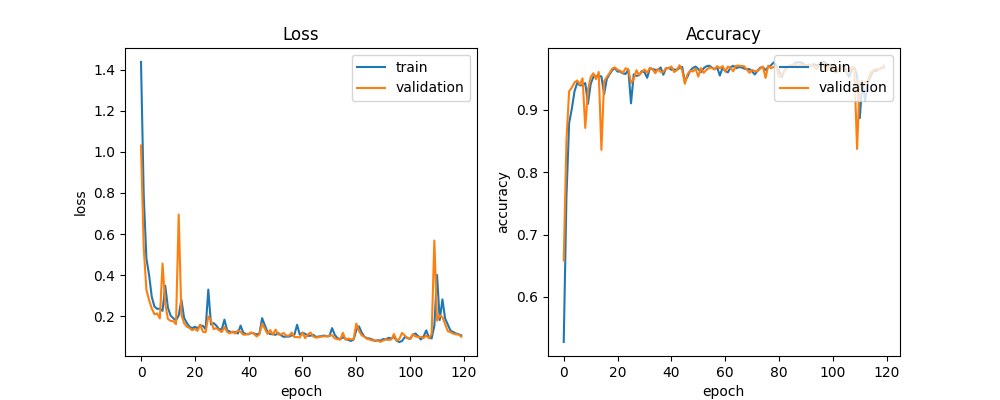 Loss
train
validation
1.4
1.2
1.0
0.8
0.6
0.4
0.2
loss
0 20 40 60 80 100 120
epoch
Accuracy
train
validation
0.9
0.8
0.7
0.6
accuracy
0 20 40 60 80 100 120
epoch